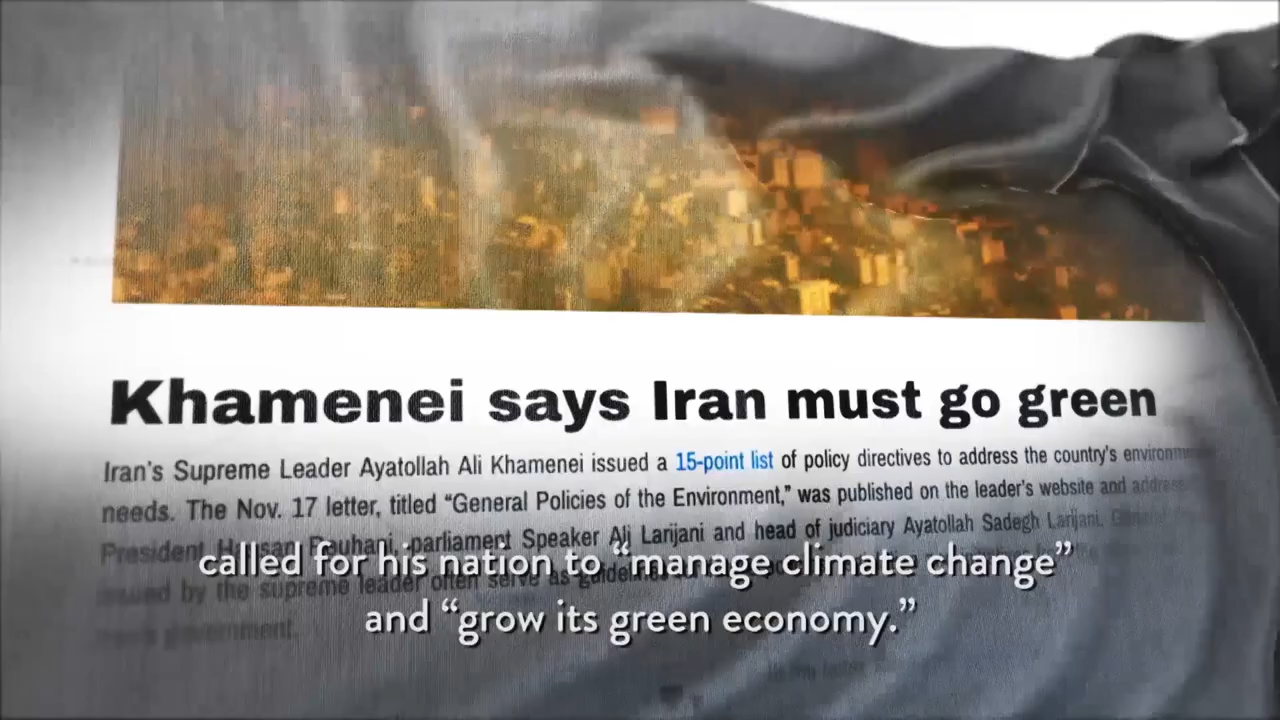 Khamenei says Iran must go green
Iran's Supreme Leader Ayatollah Ali Khamenei issued a 15-point list of policy directives to address the country's
needs. The Nov. 17 letter, titled “General Policies of the Environment,” was published on the leader's website and
President Hassan Rouhani, parliament Speaker Ali Larijani and head of judiciary Ayatollah Sadegh Larijani.
issued by the supreme leader often serve as
government.
called for his nation to “manage climate change”
and “grow its green economy.”